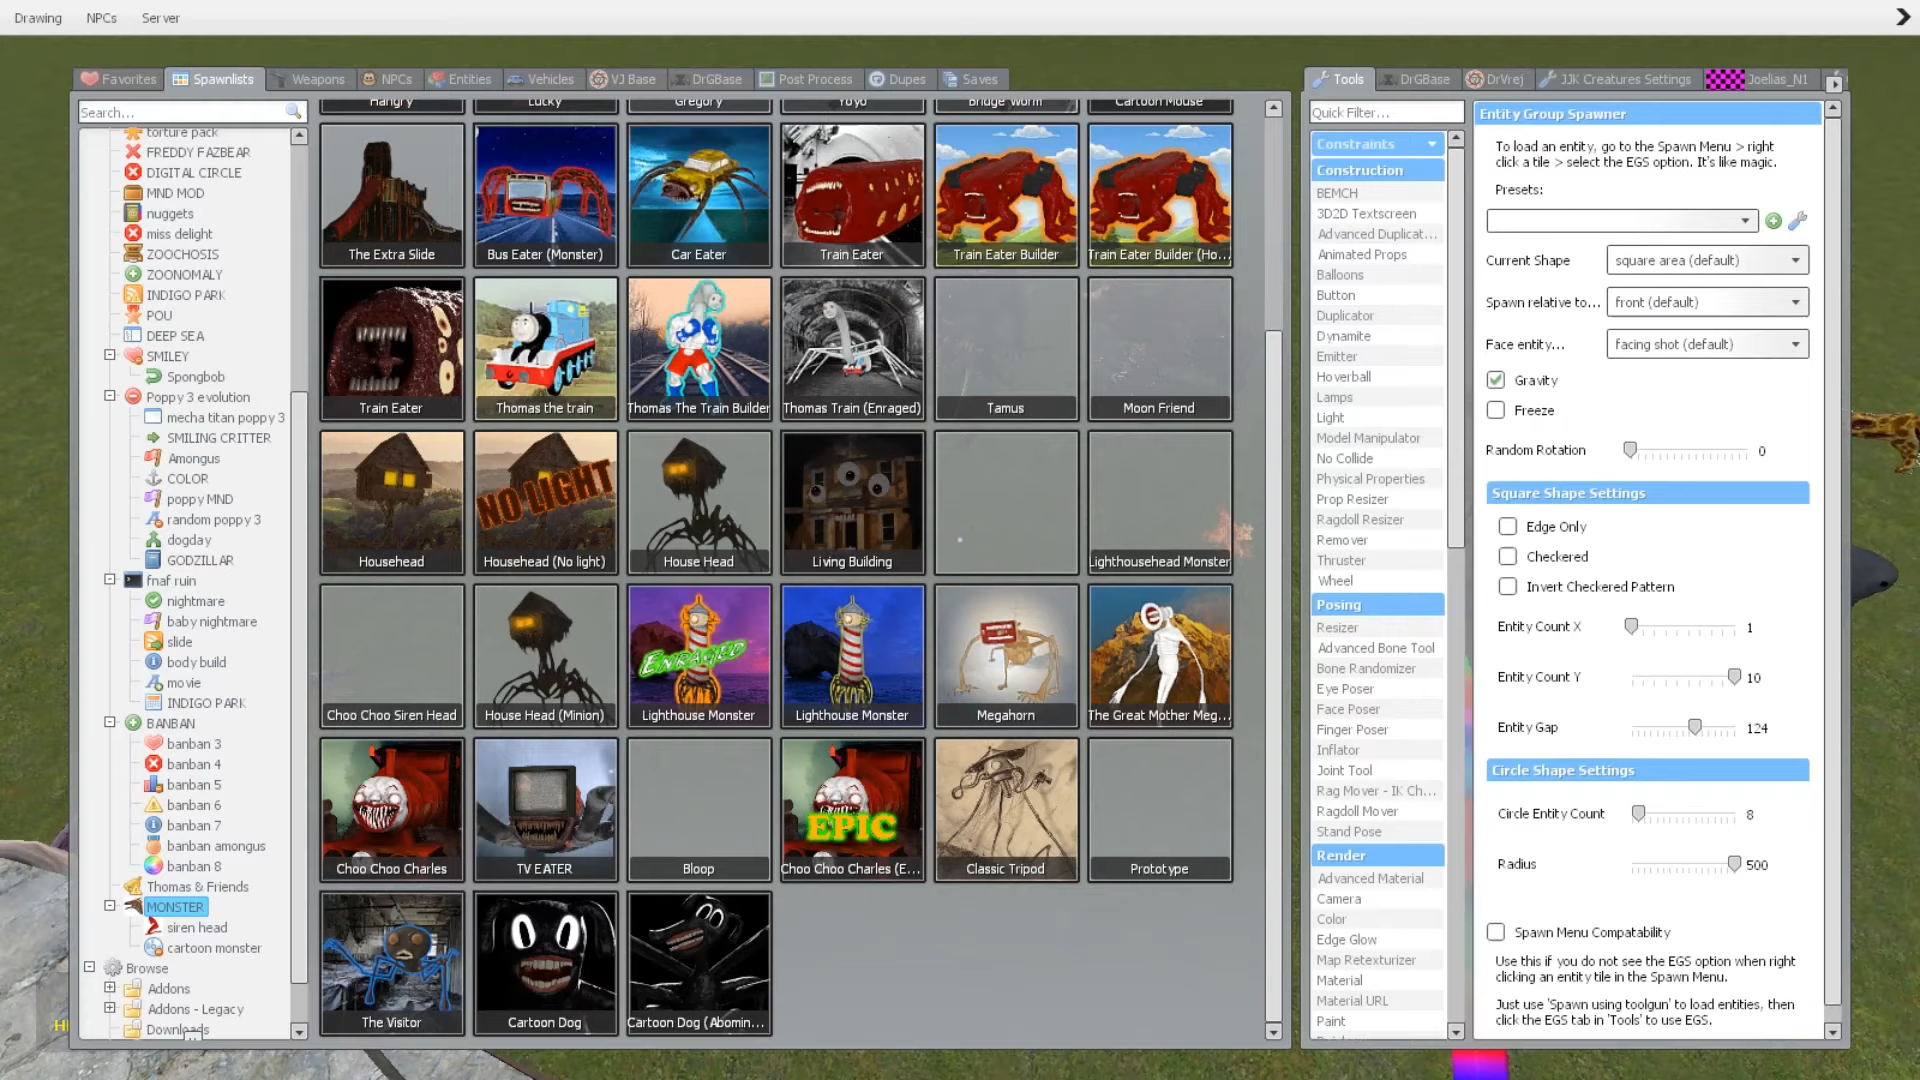 Drawing NPCs Server
Favorites Spawnlists Weapons NPCs Entities Vehicles VJ Base DrGBase Post Process Dupes Saves
Search...
torture pack
FREDDY FAZBEAR
DIGITAL CIRCLE
MND MOD
nuggets
miss delight
ZOOCHOSIS
ZOONOMALY
INDIGO PARK
POU
DEEP SEA
SMILEY
Spongbob
Poppy 3 evolution
mecha titan poppy 3
SMILING CRITTER
Amongus
COLOR
poppy MND
random poppy 3
dogday
GODZILLAR
fnaf ruin
nightmare
baby nightmare
slide
body build
movie
INDIGO PARK
BANBAN
banban 3
banban 4
banban 5
banban 6
banban 7
banban amongus
banban 8
Thomas & Friends
MONSTER
siren head
cartoon monster
Browse
Addons
Addons - Legacy
Downloads
Hangry Lucky Gregory Yoyo Bridge Worm Cartoon Mouse
The Extra Slide Bus Eater (Monster) Car Eater Train Eater Train Eater Builder Train Eater Builder (Ho...
Train Eater Thomas the train Thomas The Train Builder Thomas Train (Enraged) Tamus Moon Friend
NO LIGHT
Househead Househead (No light) House Head Living Building Lighthousehead Monster
ENRAGED
Choo Choo Siren Head House Head (Minion) Lighthouse Monster Lighthouse Monster Megahorn The Great Mother Meg...
EPIC
Choo Choo Charles TV EATER Bloop Choo Choo Charles (E... Classic Tripod Prototype
The Visitor Cartoon Dog Cartoon Dog (Abomin...
Tools DrGBase DrVrej JJK Creatures Settings Joelias_N1
Quick Filter...
Constraints
Construction
BEMCH
3D2D Textscreen
Advanced Duplicat...
Animated Props
Balloons
Button
Duplicator
Dynamite
Emitter
Hoverball
Lamps
Light
Model Manipulator
No Collide
Physical Properties
Prop Resizer
Ragdoll Resizer
Remover
Thruster
Wheel
Posing
Resizer
Advanced Bone Tool
Bone Randomizer
Eye Poser
Face Poser
Finger Poser
Inflator
Joint Tool
Rag Mover - IK Ch...
Ragdoll Mover
Stand Pose
Render
Advanced Material
Camera
Color
Edge Glow
Map Retexturizer
Material
Material URL
Paint
Entity Group Spawner
To load an entity, go to the Spawn Menu > right
click a tile > select the EGS option. It's like magic.
Presets:
Current Shape square area (default)
Spawn relative to... front (default)
Face entity... facing shot (default)
Gravity
Freeze
Random Rotation 0
Square Shape Settings
Edge Only
Checkered
Invert Checkered Pattern
Entity Count X 1
Entity Count Y 10
Entity Gap 124
Circle Shape Settings
Circle Entity Count 8
Radius 500
Spawn Menu Compatability
Use this if you do not see the EGS option when right
clicking an entity tile in the Spawn Menu.
Just use 'Spawn using toolgun' to load entities, then
click the EGS tab in 'Tools' to use EGS.